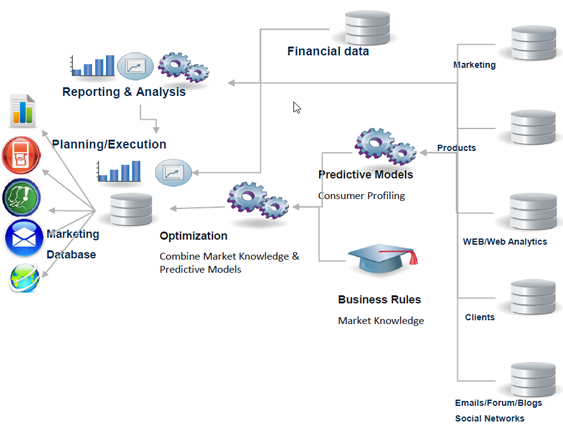 Financial data
Marketing
Reporting & Analysis
Planning/Execution
Products
Predictive Models
Consumer Profiling
Marketing
Database
Optimization
Combine Market Knowledge &
Predictive Models
WEB/Web Analytics
Business Rules
Market Knowledge
Clients
Emails/Forum/Blogs
Social Networks